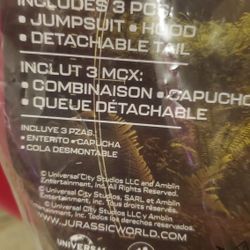 INCLUDES 3 PCS:
• JUMPSUIT • HOOD
• DETACHABLE TAIL
INCLUT 3 MCX:
• COMBINAISON • CAPUCHO
• QUEUE DÉTACHABLE
INCLUYE 3 PZAS:
• ENTERITO • CAPUCHA
• COLA DESMONTABLE
© Universal City Studios LLC and Amblin
Entertainment, Inc. All Rights Reserved.
© Universal City Studios, SARL et Amblin
Entertainment, Inc. Tous droits réservés.
© Universal City Studios LLC y Amblin
Entertainment, Inc. Todos los derechos reservados.
WWW.JURASSICWORLD.COM
UNIVERSAL